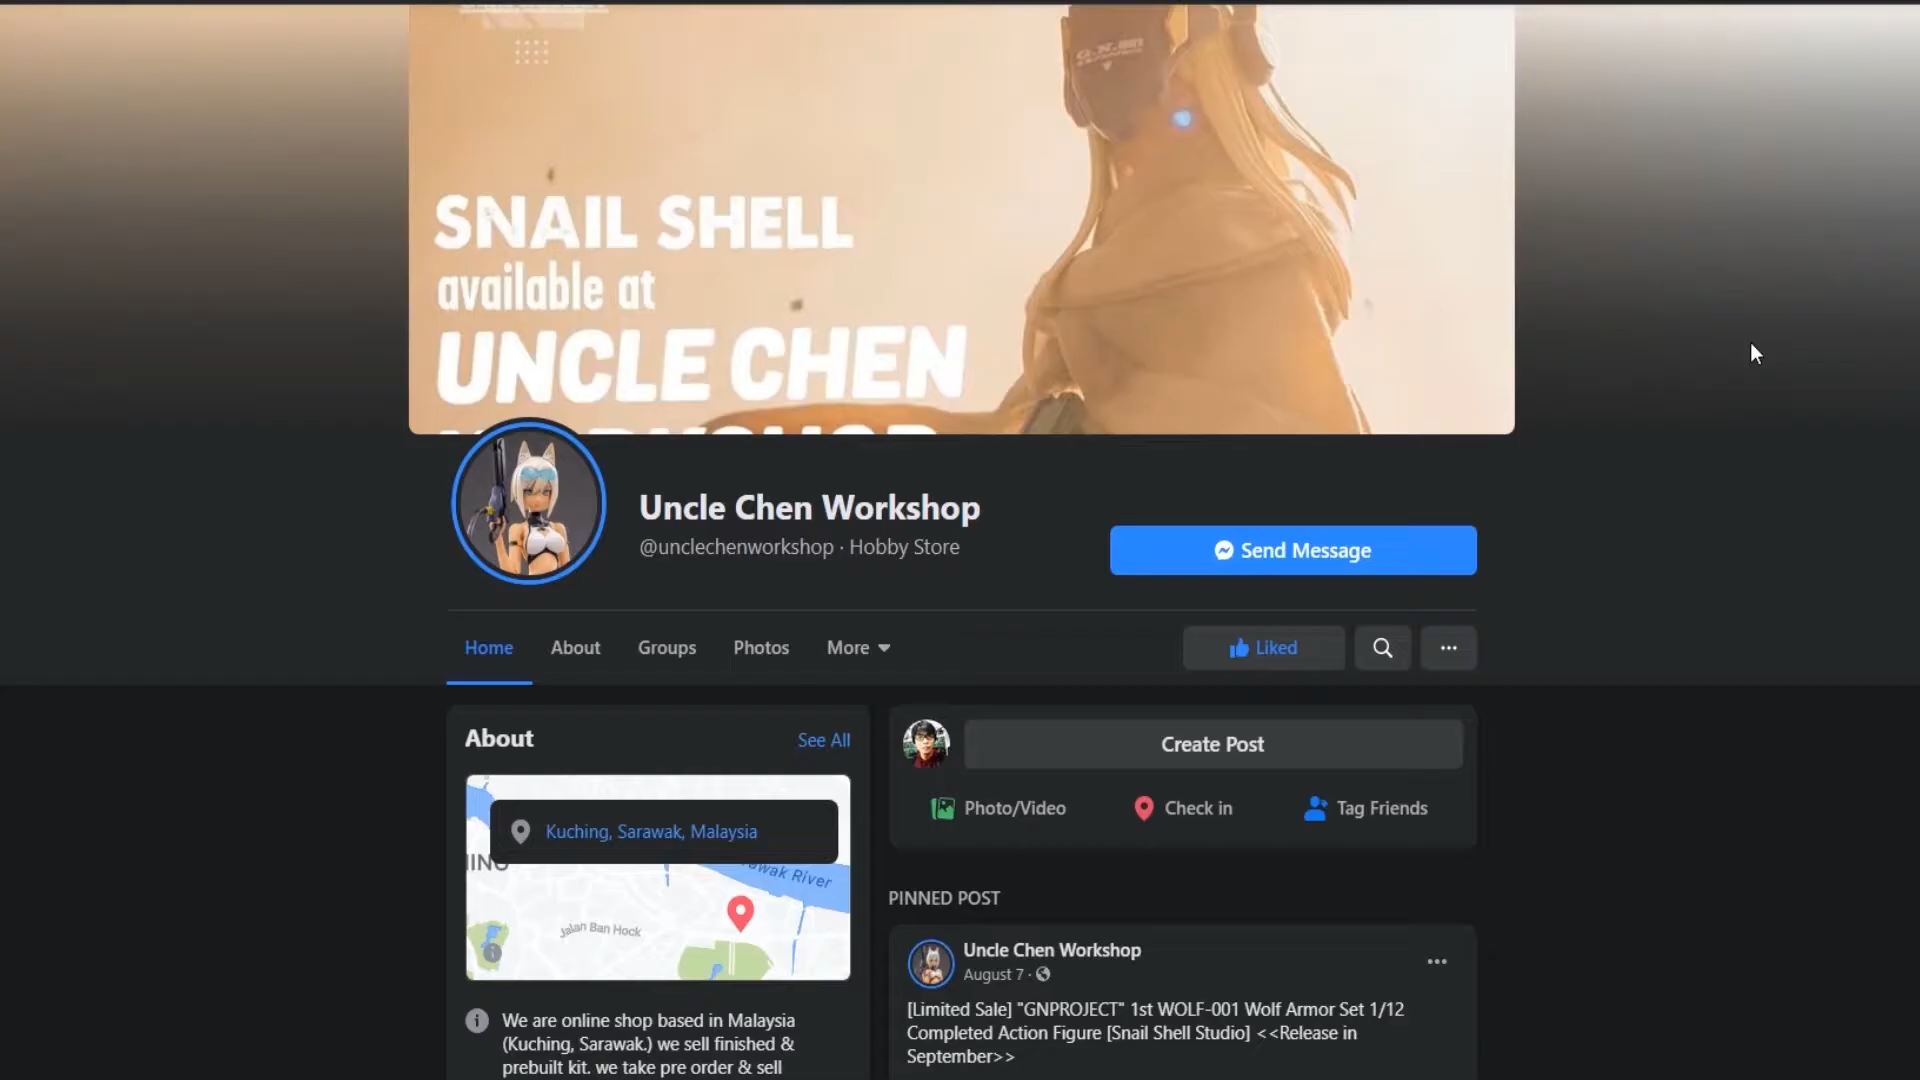 SNAIL SHELL
available at
UNCLE CHEN
WORKSHOP
Uncle Chen Workshop
@unclechenworkshop · Hobby Store
Send Message
Home
About
Groups
Photos
More
Liked
About
See All
Kuching, Sarawak, Malaysia
Jalan Ban Hock
We are online shop based in Malaysia
(Kuching, Sarawak.) we sell finished &
prebuilt kit. we take pre order & sell
Create Post
Photo/Video
Check in
Tag Friends
PINNED POST
Uncle Chen Workshop
August 7 ·
[Limited Sale] "GNPROJECT" 1st WOLF-001 Wolf Armor Set 1/12
Completed Action Figure [Snail Shell Studio] <<Release in
September>>